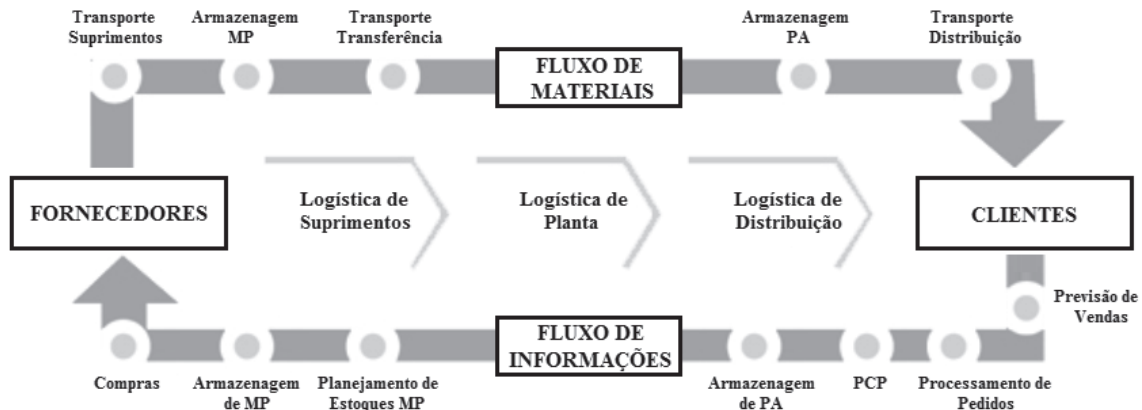 Transporte
Suprimentos
Armazenagem
MP
Transporte
Transferência
FLUXO DE
MATERIAIS
Armazenagem
PA
Transporte
Distribuição
FORNECEDORES
Logística de
Suprimentos
Logística de
Planta
Logística de
Distribuição
CLIENTES
Previsão de
Vendas
FLUXO DE
INFORMAÇÕES
Compras
Armazenagem
de MP
Planejamento de
Estoques MP
Armazenagem
de PA
PCP
Processamento de
Pedidos